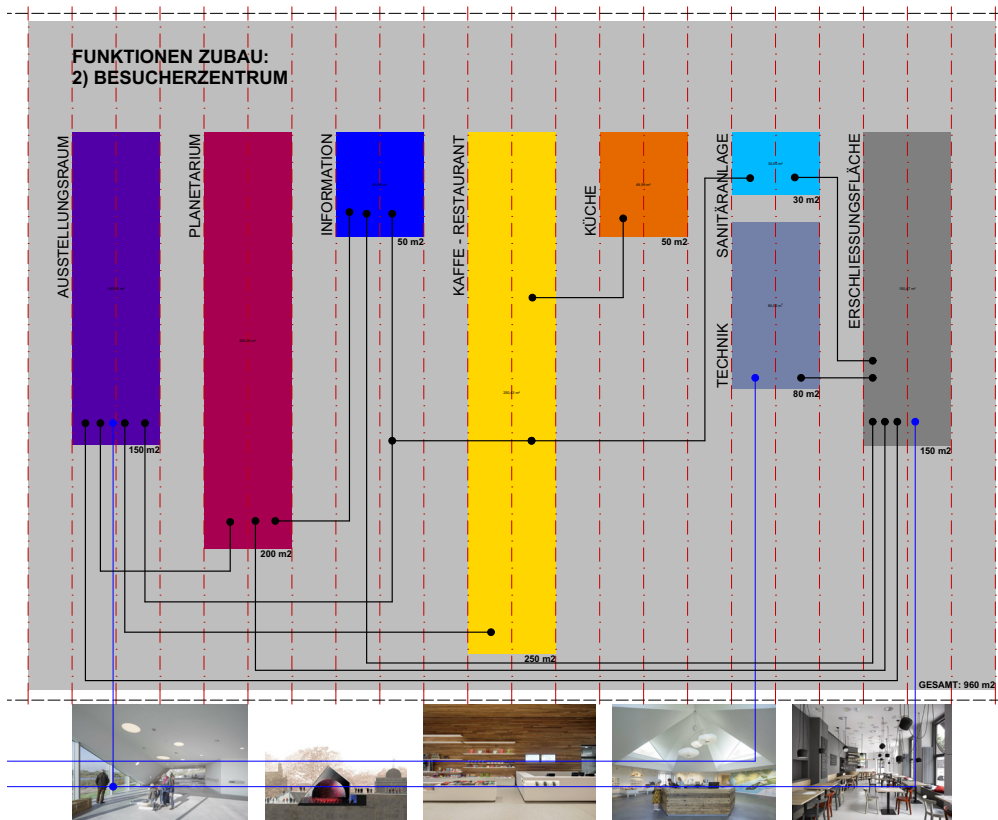 FUNKTIONEN ZUBAU:
2) BESUCHERZENTRUM
AUSSTELLUNGSRAUM
150 m2
PLANETARIUM
200 m2
INFORMATION
50 m2
KAFFE - RESTAURANT
250 m2
KÜCHE
50 m2
SANITÄRANLAGE
30 m2
TECHNIK
80 m2
ERSCHLIESSUNGSFLÄCHE
150 m2
GESAMT: 960 m2